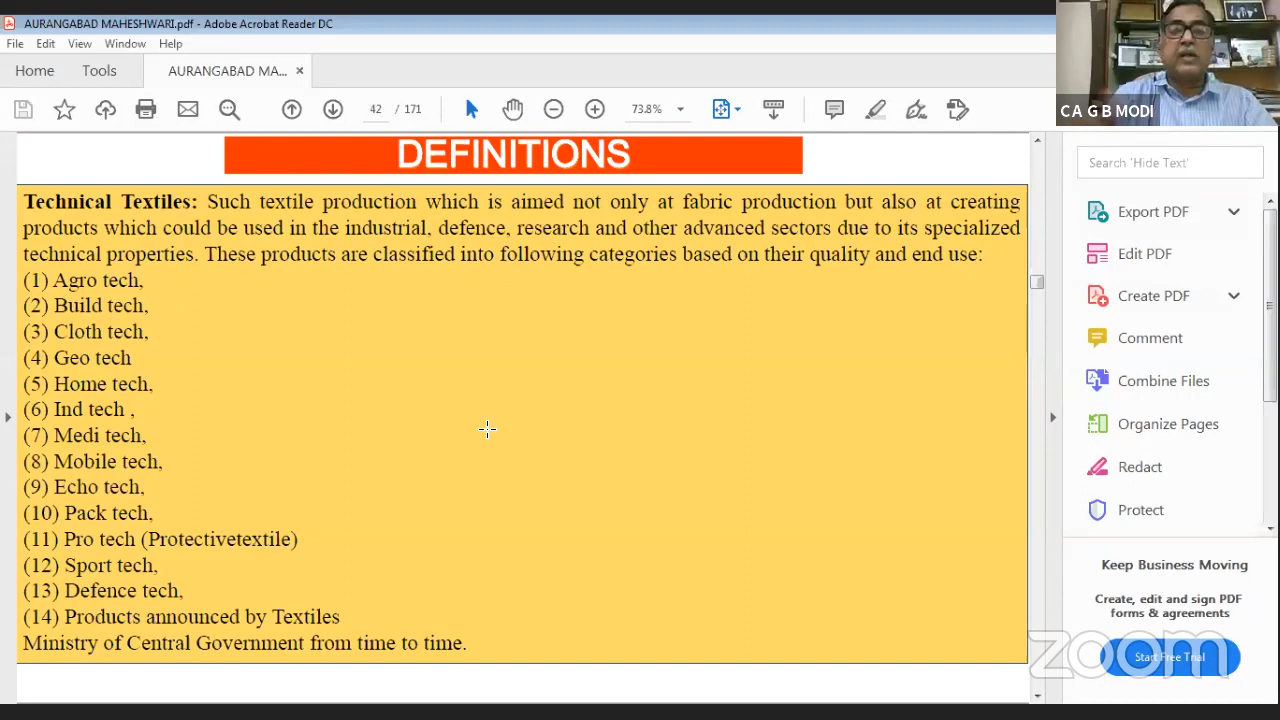 AURANGABAD MAHESHWARI.pdf - Adobe Acrobat Reader DC
File Edit View Window Help
Home Tools AURANGABAD MA... ×
42 / 171 73.8%
C A G B MODI
DEFINITIONS
Technical Textiles: Such textile production which is aimed not only at fabric production but also at creating
products which could be used in the industrial, defence, research and other advanced sectors due to its specialized
technical properties. These products are classified into following categories based on their quality and end use:
(1) Agro tech,
(2) Build tech,
(3) Cloth tech,
(4) Geo tech
(5) Home tech,
(6) Ind tech ,
(7) Medi tech,
(8) Mobile tech,
(9) Echo tech,
(10) Pack tech,
(11) Pro tech (Protectivetextile)
(12) Sport tech,
(13) Defence tech,
(14) Products announced by Textiles
Ministry of Central Government from time to time.
Search 'Hide Text'
Export PDF
Edit PDF
Create PDF
Comment
Combine Files
Organize Pages
Redact
Protect
Keep Business Moving
Create, edit and sign PDF
forms & agreements
Start Free Trial
zoom